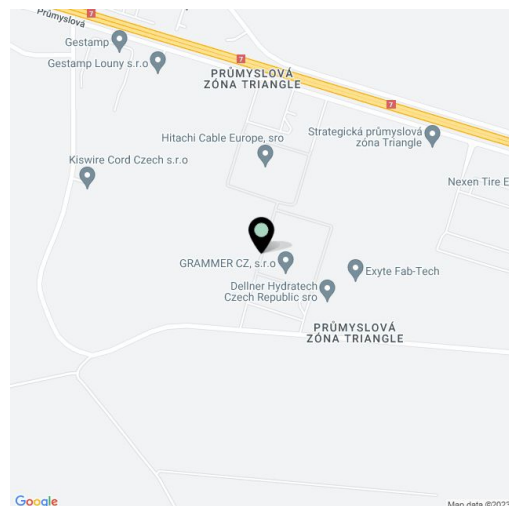 Průmyslová
7
Gestamp
Gestamp Louny s.r.o
7
PRŮMYSLOVÁ
ZÓNA TRIANGLE
7
Hitachi Cable Europe, sro
Strategická průmyslová
zóna Triangle
Kiswire Cord Czech s.r.o
Nexen Tire E
GRAMMER CZ, s.r.o
Exyte Fab-Tech
Dellner Hydratech
Czech Republic sro
PRŮMYSLOVÁ
ZÓNA TRIANGLE
Google
Map data ©2023